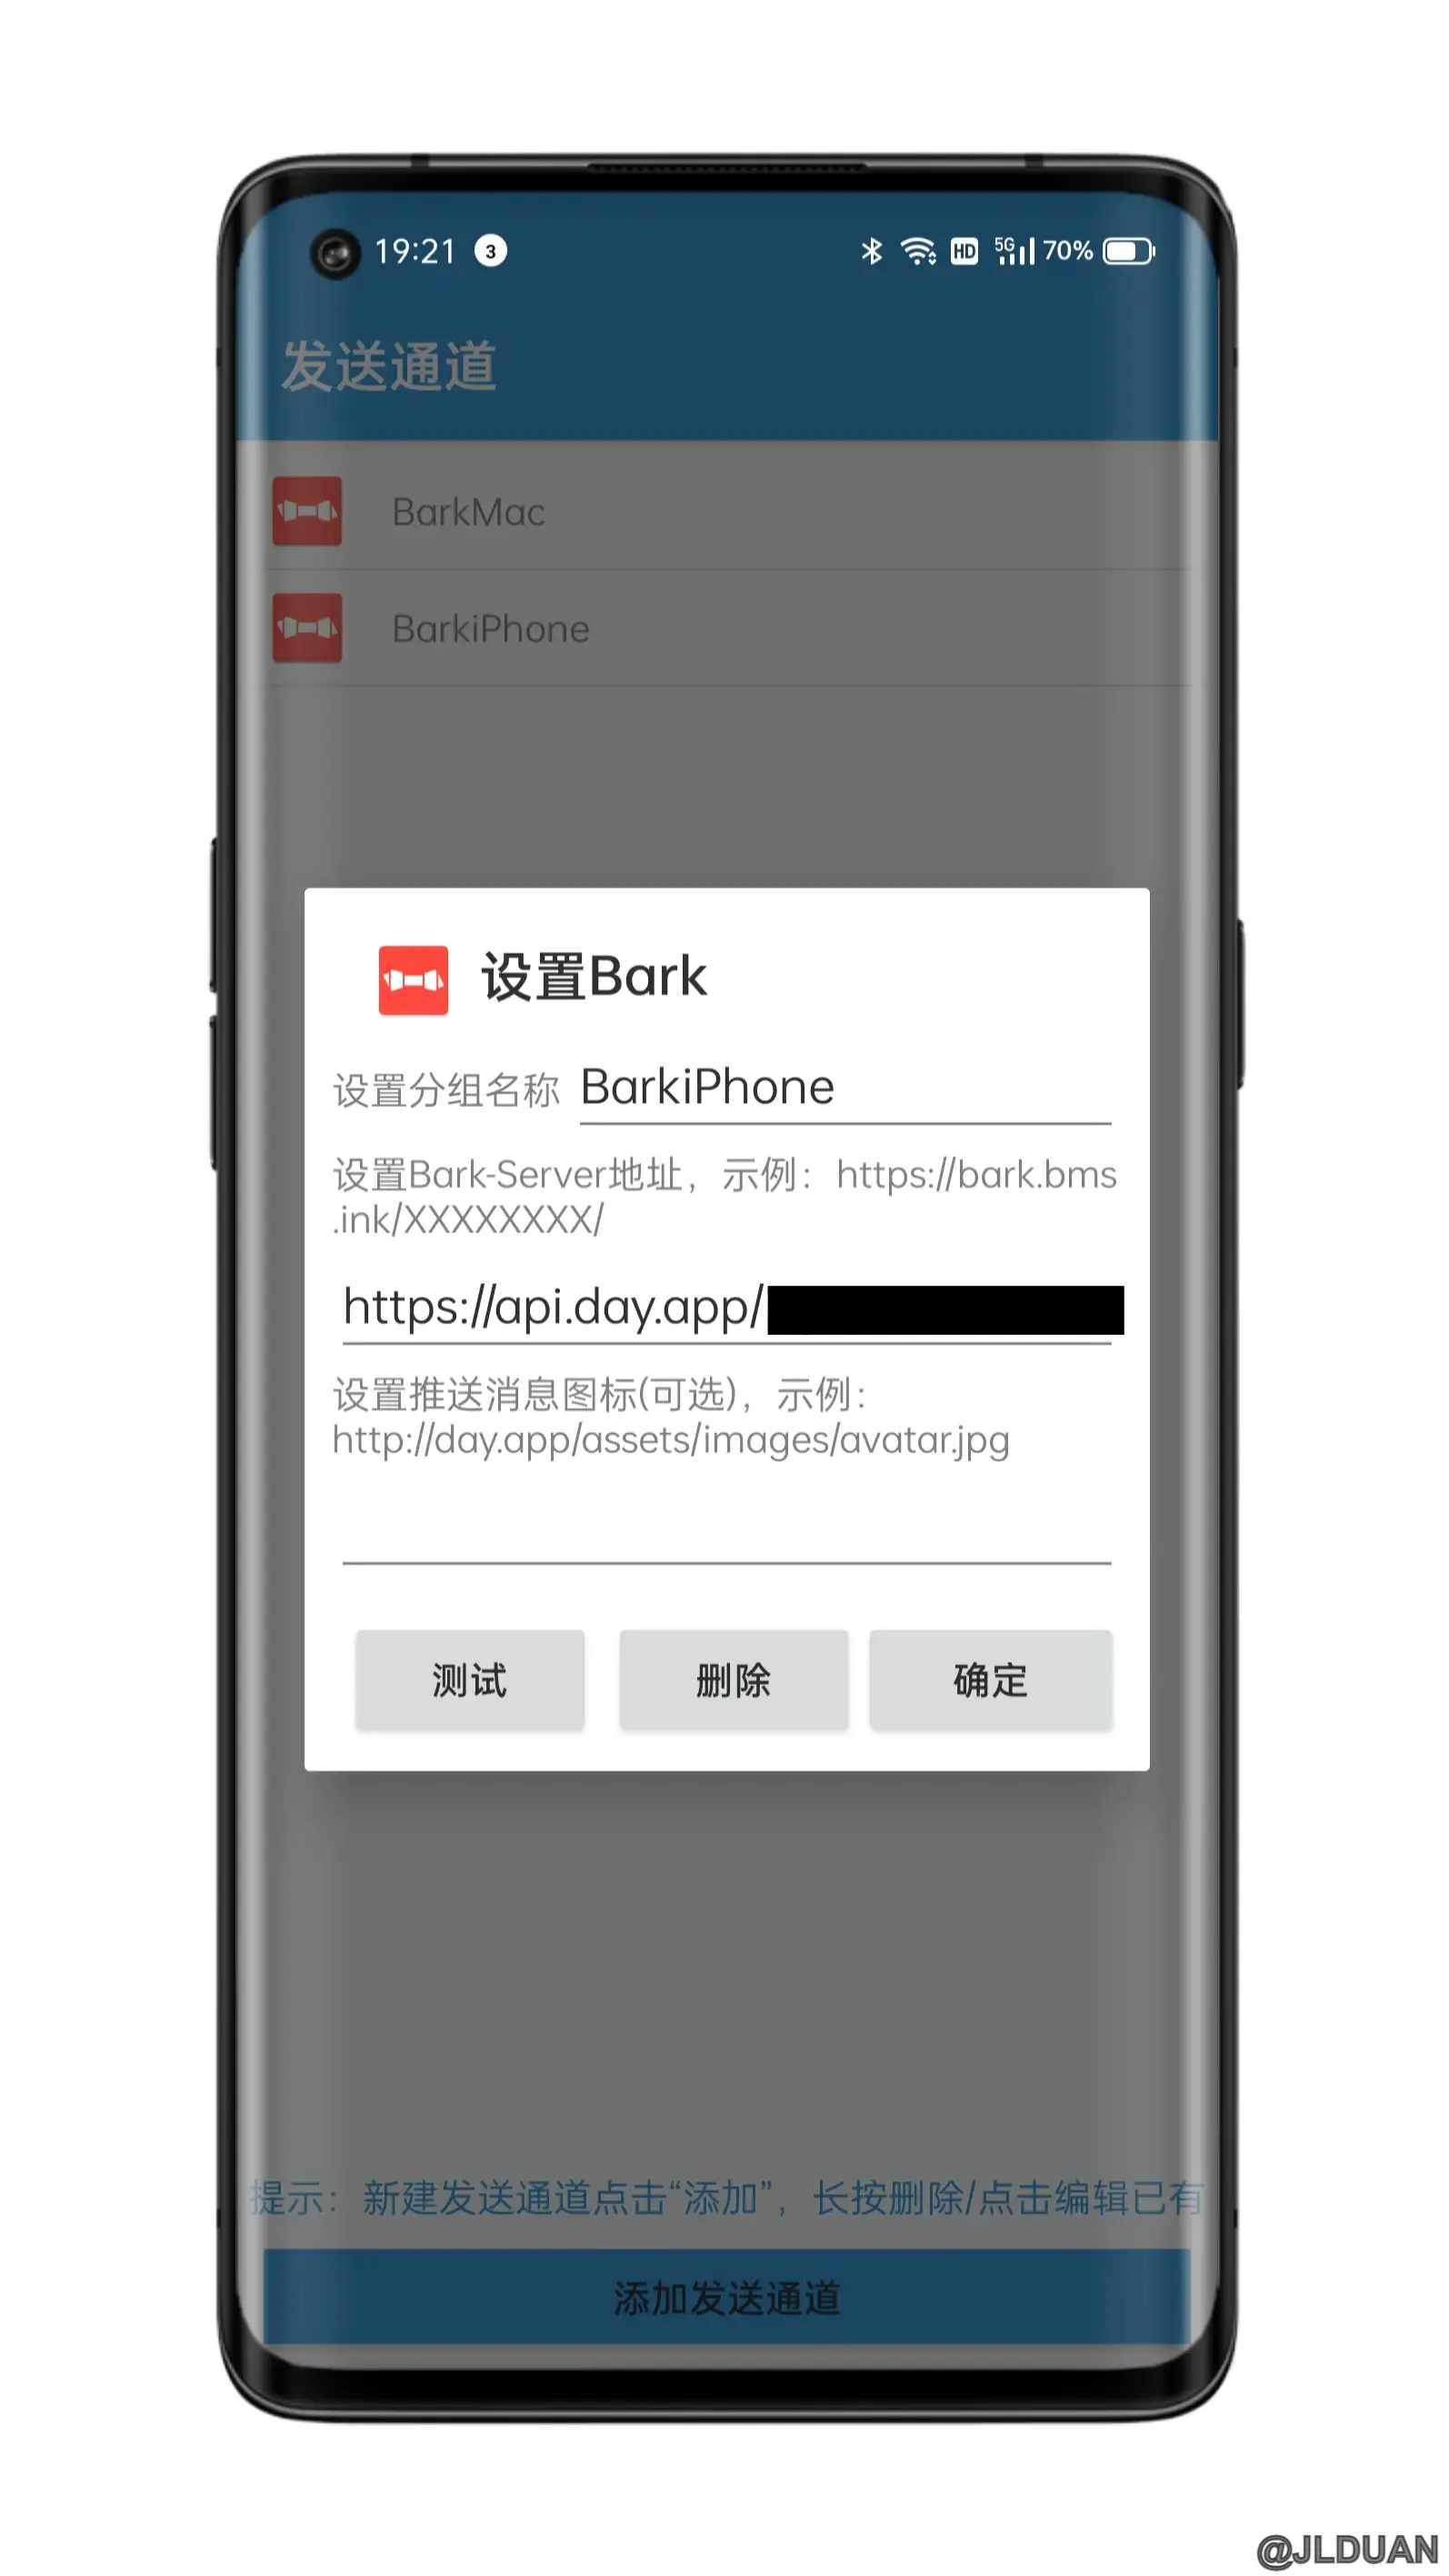 19:21 3 HD 5G 70%
发送通道
BarkMac
BarkiPhone
设置Bark
设置分组名称 BarkiPhone
设置Bark-Server地址，示例：https://bark.bms
.ink/XXXXXXXX/
https://api.day.app/
设置推送消息图标(可选)，示例：
http://day.app/assets/images/avatar.jpg
测试 删除 确定
提示：新建发送通道点击“添加”，长按删除/点击编辑已有
添加发送通道
@JLDUAN